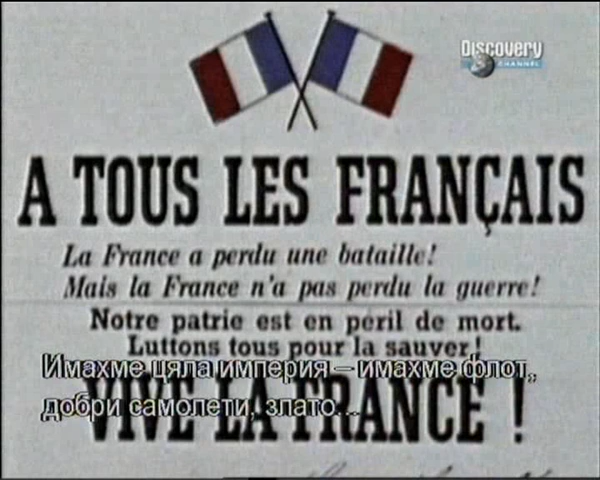 Discovery
CHANNEL
A TOUS LES FRANÇAIS
La France a perdu une bataille!
Mais la France n'a pas perdu la guerre!
Notre patrie est en péril de mort.
Luttons tous pour la sauver!
Имахме цяла империя – имахме флот,
добри самолети, злато...
VIVE LA FRANCE !